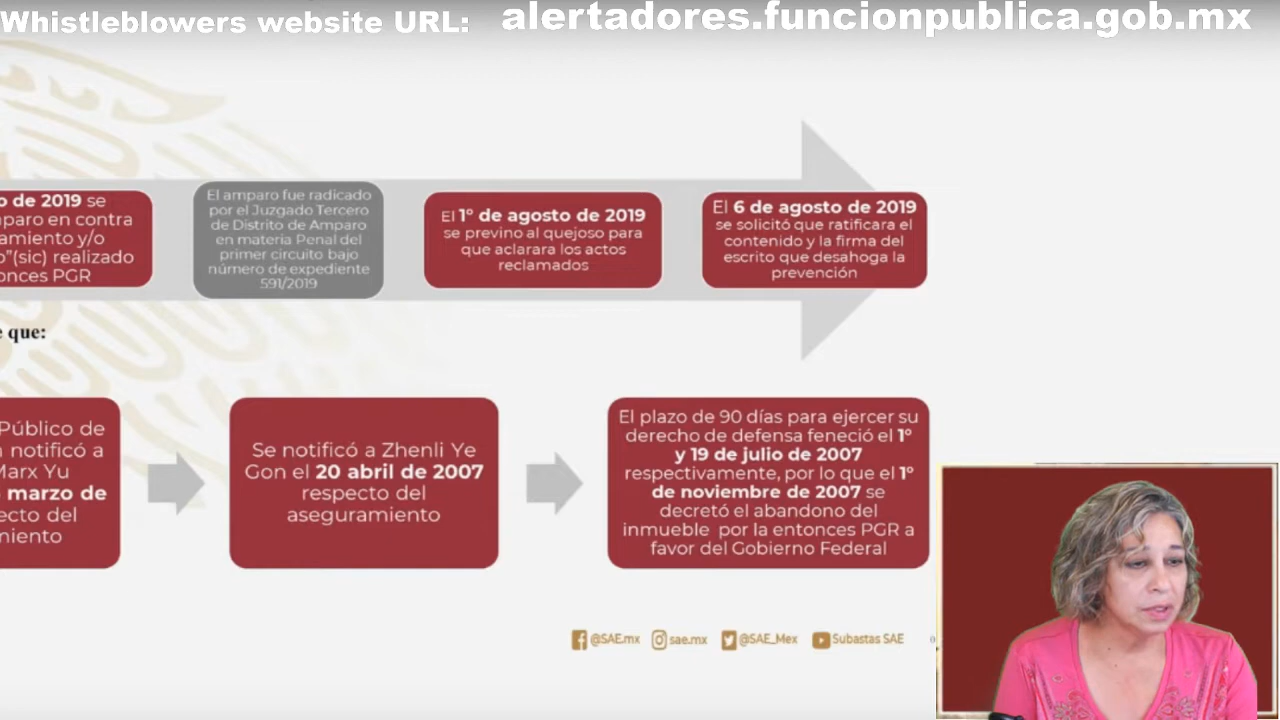 Whistleblowers website URL: alertadores.funcionpublica.gob.mx
o de 2019 se
nparo en contra
amiento y/o
o"(sic) realizado
onces PGR
El amparo fue radicado
por el Juzgado Tercero
de Distrito de Amparo
en materia Penal del
primer circuito bajo
número de expediente
591/2019
El 1° de agosto de 2019
se previno al quejoso para
que aclarara los actos
reclamados
El 6 de agosto de 2019
se solicitó que ratificara el
contenido y la firma del
escrito que desahoga la
prevención
e que:
Público de
notificó a
Marx Yu
marzo de
ecto del
miento
Se notificó a Zhenli Ye
Gon el 20 abril de 2007
respecto del
aseguramiento
El plazo de 90 días para ejercer su
derecho de defensa feneció el 1°
y 19 de julio de 2007
respectivamente, por lo que el 1°
de noviembre de 2007 se
decretó el abandono del
inmueble por la entonces PGR a
favor del Gobierno Federal
@SAE.mx sae.mx @SAE_Mex Subastas SAE